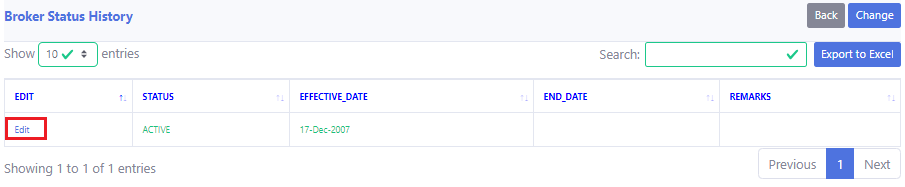 Broker Status History Back Change
Show 10 entries Search: Export to Excel
EDIT STATUS EFFECTIVE_DATE END_DATE REMARKS
Edit ACTIVE 17-Dec-2007
Showing 1 to 1 of 1 entries Previous 1 Next